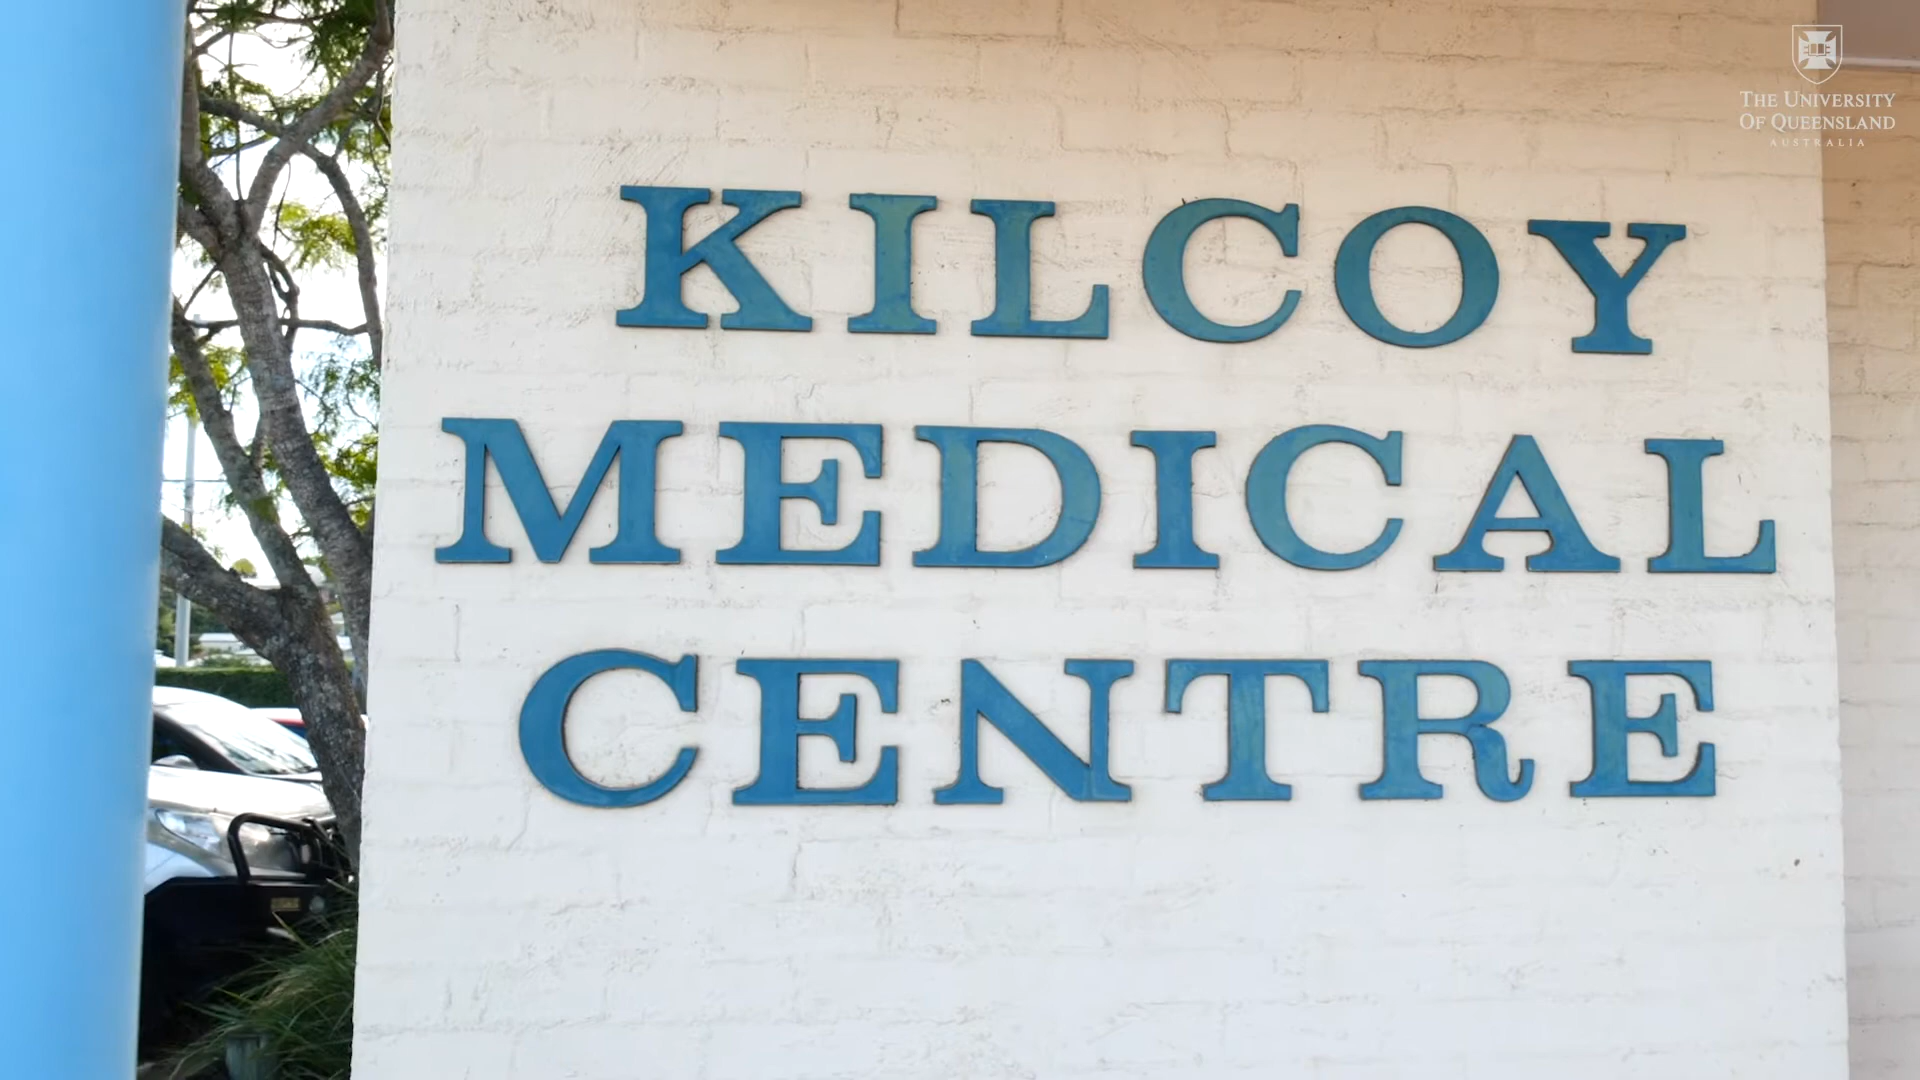 The University
Of Queensland
AUSTRALIA
KILCOY
MEDICAL
CENTRE